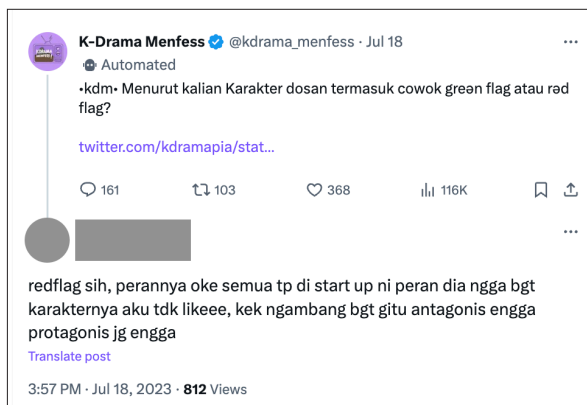 K-Drama Menfess @kdrama_menfess · Jul 18
Automated
•kdm• Menurut kalian Karakter dosan termasuk cowok greən flag atau rəd
flag?
twitter.com/kdramapia/stat...
161 103 368 116K
redflag sih, perannya oke semua tp di start up ni peran dia ngga bgt
karakternya aku tdk likeee, kek ngambang bgt gitu antagonis engga
protagonis jg engga
Translate post
3:57 PM · Jul 18, 2023 · 812 Views